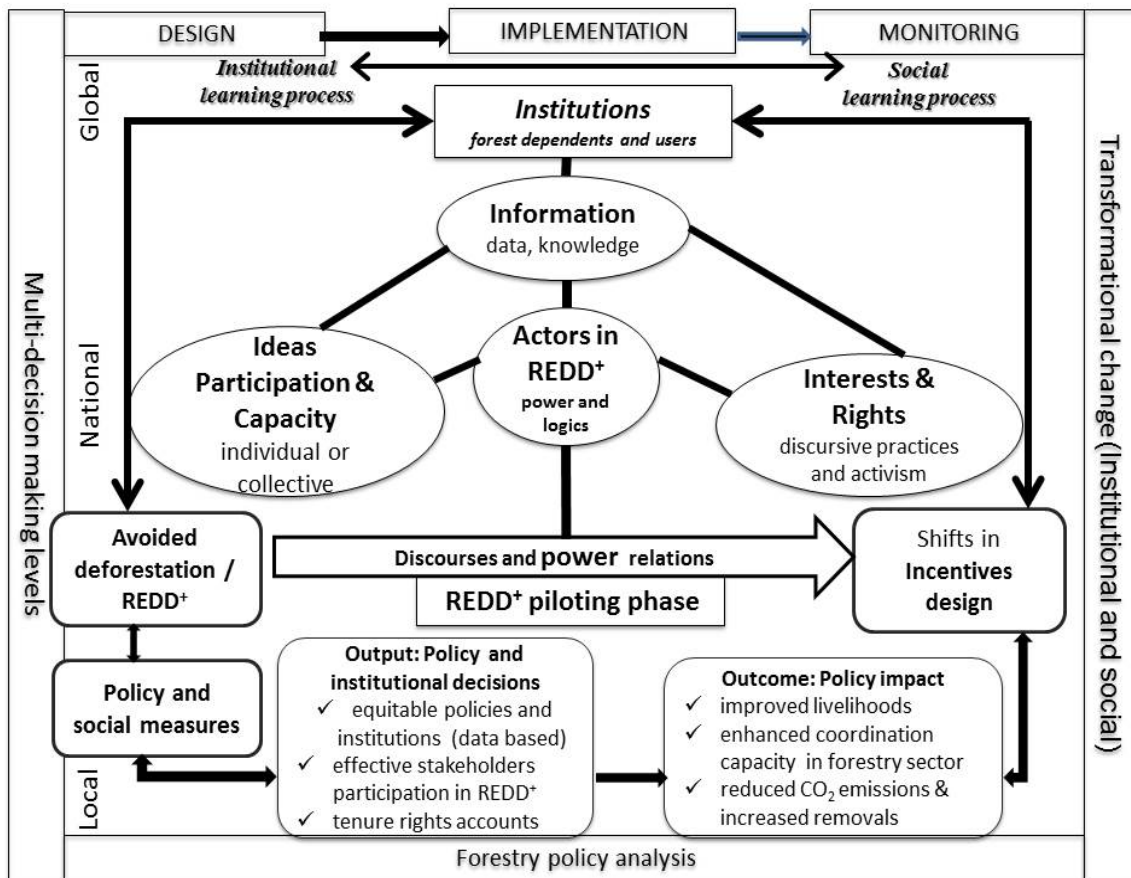 DESIGN
IMPLEMENTATION
MONITORING
Institutional
learning process
Social
learning process
Global
Institutions
forest dependents and users
Information
data, knowledge
National
Ideas
Participation &
Capacity
individual or
collective
Actors in
REDD⁺
power and
logics
Interests &
Rights
discursive practices
and activism
Multi-decision making levels
Transformational change (Institutional and social)
Avoided
deforestation /
REDD⁺
Discourses and power relations
REDD⁺ piloting phase
Shifts in
Incentives
design
Policy and
social measures
Local
Output: Policy and
institutional decisions
✓ equitable policies and
institutions (data based)
✓ effective stakeholders
participation in REDD⁺
✓ tenure rights accounts
Outcome: Policy impact
✓ improved livelihoods
✓ enhanced coordination
capacity in forestry sector
✓ reduced CO₂ emissions &
increased removals
Forestry policy analysis